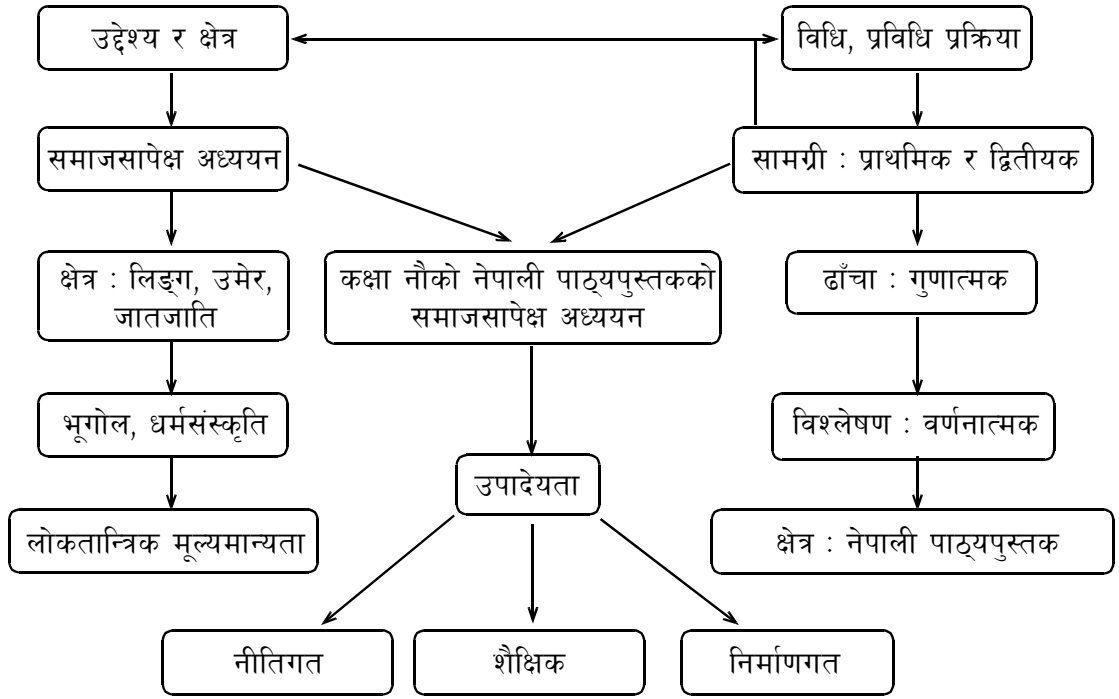 उद्देश्य र क्षेत्र
विधि, प्रविधि प्रक्रिया
समाजसापेक्ष अध्ययन
सामग्री : प्राथमिक र द्वितीयक
क्षेत्र : लिङ्ग, उमेर,
जातजाति
कक्षा नौको नेपाली पाठ्यपुस्तकको
समाजसापेक्ष अध्ययन
ढाँचा : गुणात्मक
भूगोल, धर्मसंस्कृति
विश्लेषण : वर्णनात्मक
उपादेयता
लोकतान्त्रिक मूल्यमान्यता
क्षेत्र : नेपाली पाठ्यपुस्तक
नीतिगत
शैक्षिक
निर्माणगत